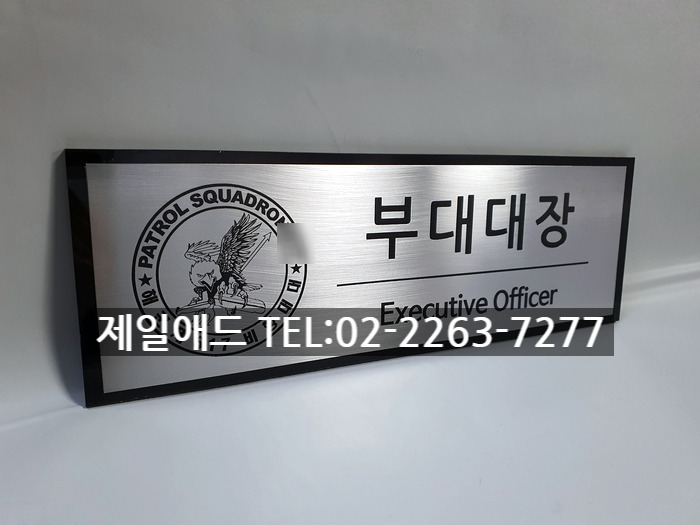 PATROL SQUADRON
부대대장
Executive Officer
제일애드 TEL:02-2263-7277